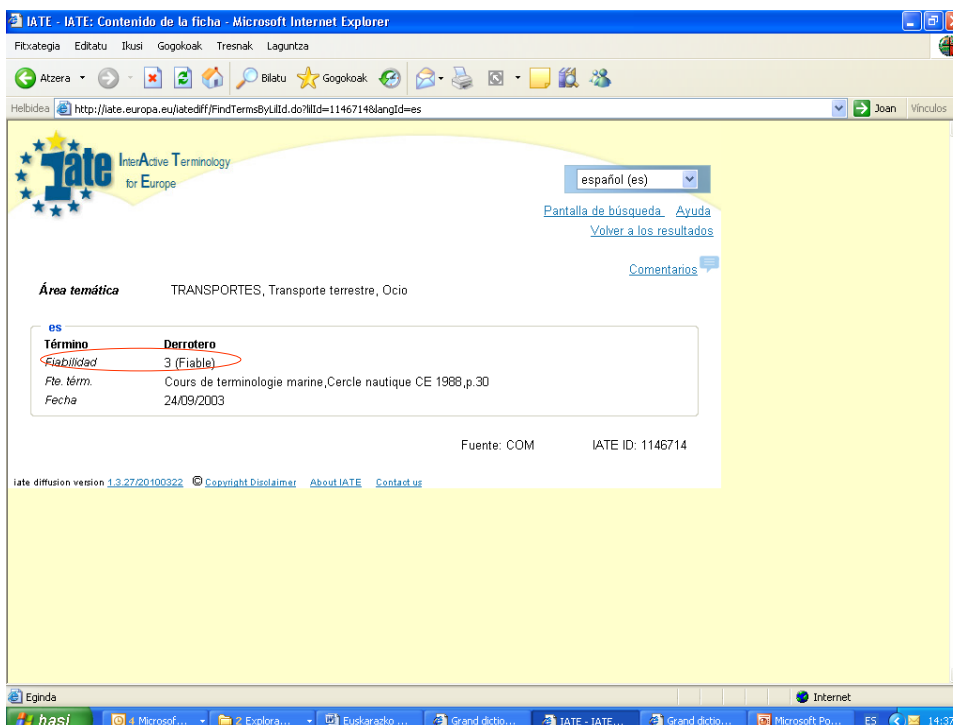 IATE - IATE: Contenido de la ficha - Microsoft Internet Explorer
Fitxategia Editatu Ikusi Gogokoak Tresnak Laguntza
Atzera Bilatu Gogokoak
Helbidea http://iate.europa.eu/iatediff/FindTermsByLilId.do?lilId=1146714&langId=es Joan Vínculos
iate InterActive Terminology
for Europe
español (es)
Pantalla de búsqueda Ayuda
Volver a los resultados
Comentarios
Área temática TRANSPORTES, Transporte terrestre, Ocio
es
Término Derrotero
Fiabilidad 3 (Fiable)
Fte. térm. Cours de terminologie marine,Cercle nautique CE 1988,p.30
Fecha 24/09/2003
Fuente: COM IATE ID: 1146714
iate diffusion version 1.3.27/20100322 © Copyright Disclaimer About IATE Contact us
Eginda Internet
hasi 4 Microsof... 2 Explora... Euskarazko ... Grand dictio... IATE - IATE... Grand dictio... Microsoft Po... ES 14:37